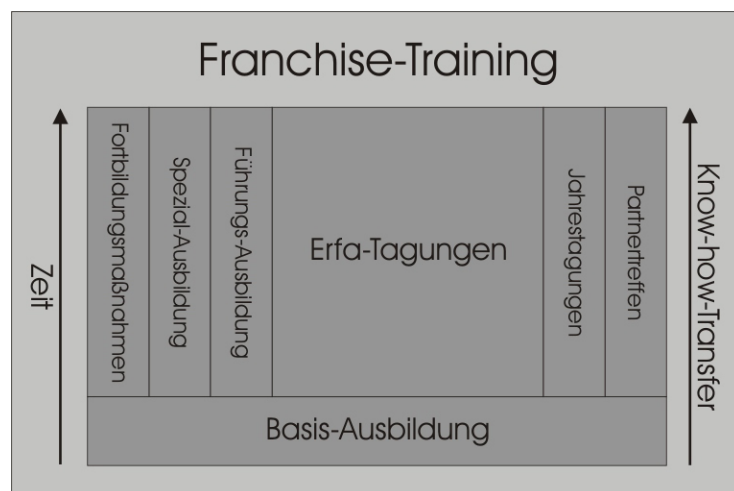 Franchise-Training
Zeit
Fortbildungsmaßnahmen
Spezial-Ausbildung
Führungs-Ausbildung
Erfa-Tagungen
Jahrestagungen
Partnertreffen
Know-how-Transfer
Basis-Ausbildung